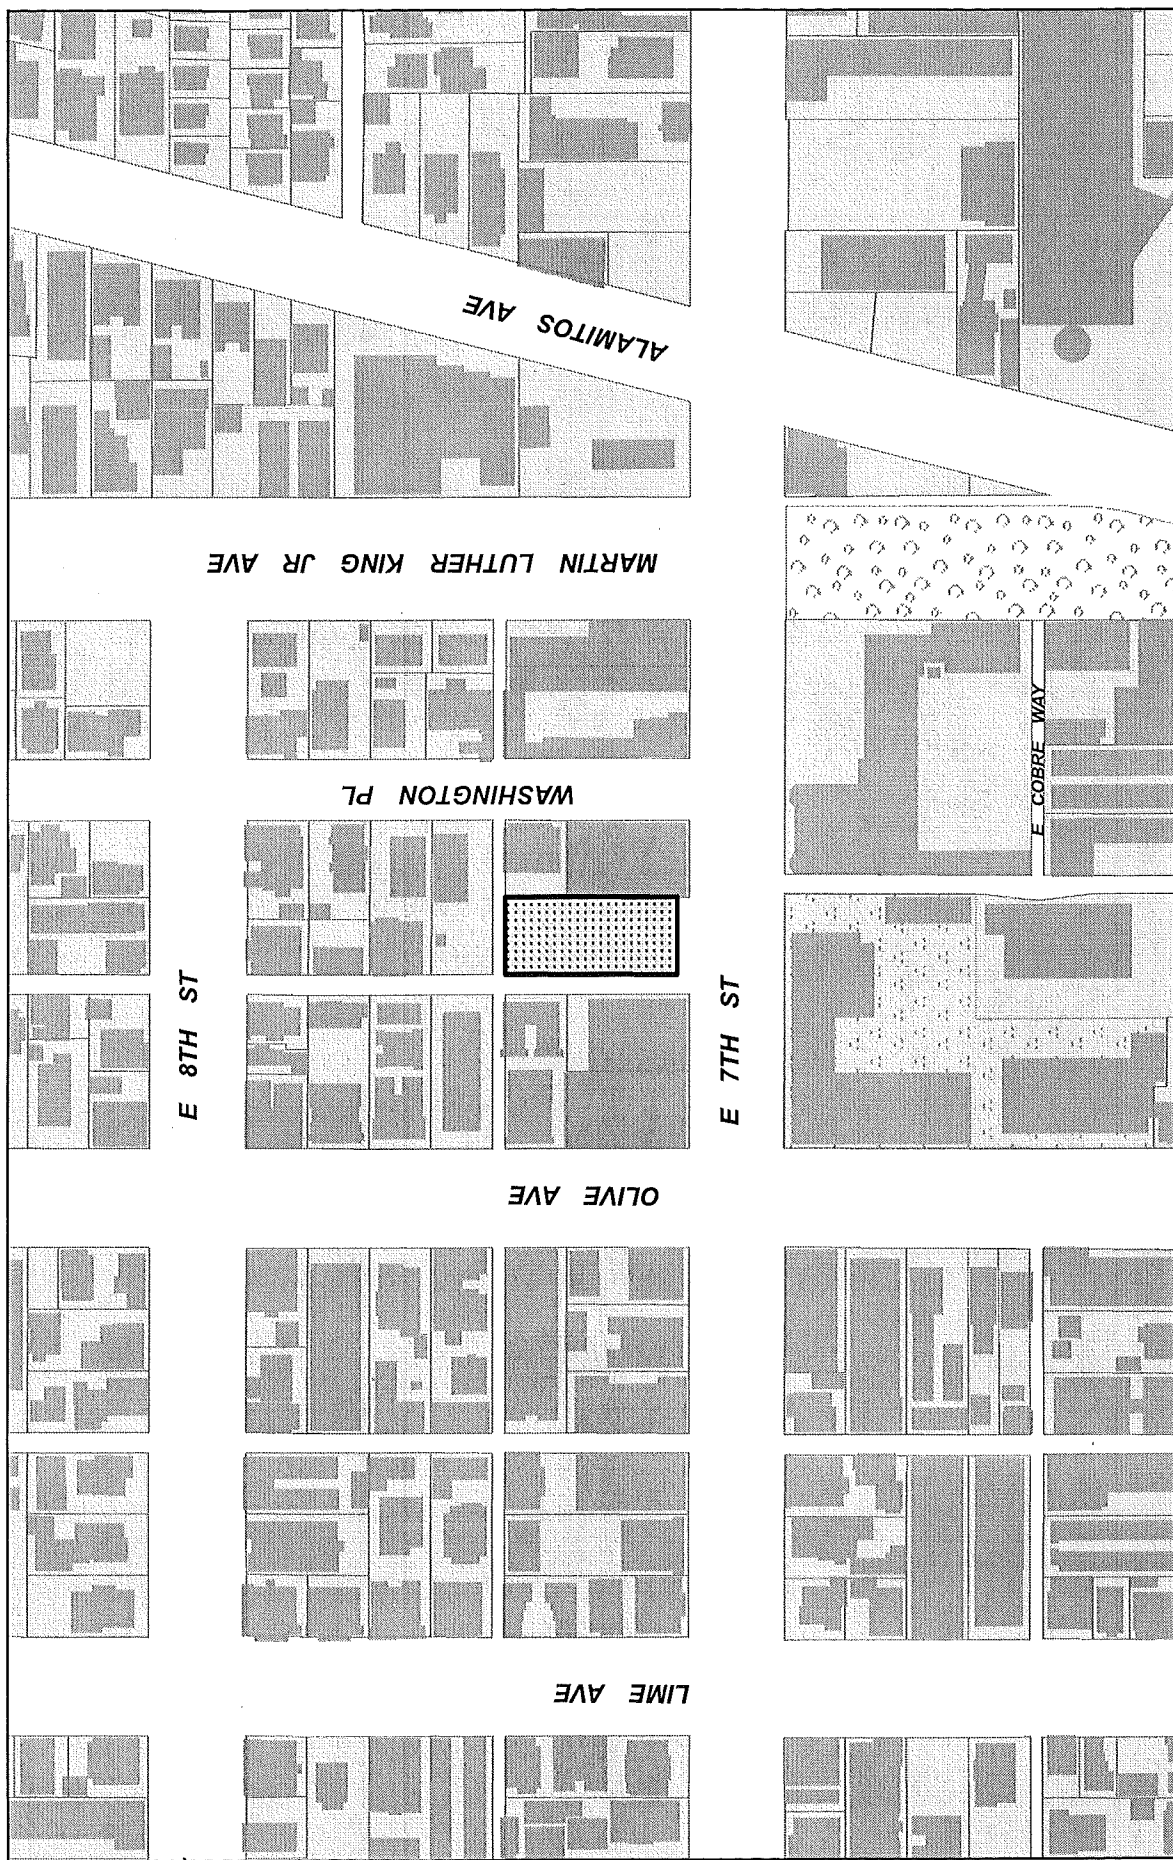 ALAMITOS AVE
MARTIN LUTHER KING JR AVE
E COBRE WAY
WASHINGTON PL
E 8TH ST
E 7TH ST
OLIVE AVE
LIME AVE